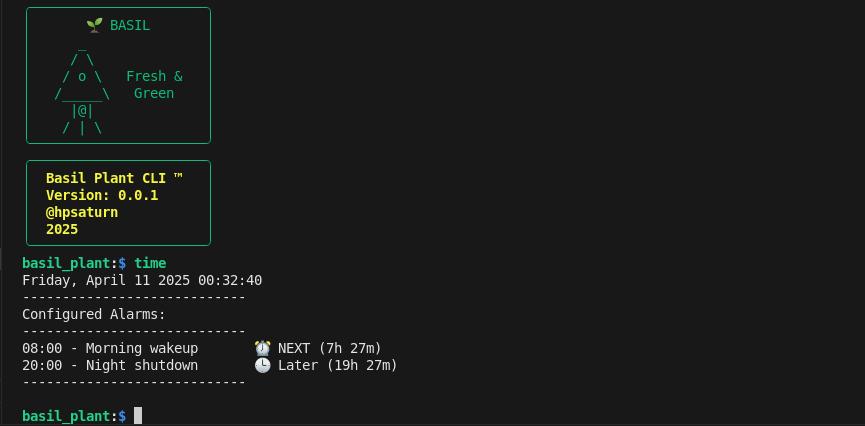 🌱 BASIL
      _
     / \
    / o \   Fresh &
   /_____\   Green
     |@|
    / | \
Basil Plant CLI ™
Version: 0.0.1
@hpsaturn
2025
basil_plant:$ time
Friday, April 11 2025 00:32:40
----------------------------
Configured Alarms:
----------------------------
08:00 - Morning wakeup       ⏰ NEXT (7h 27m)
20:00 - Night shutdown       🕒 Later (19h 27m)
----------------------------
basil_plant:$